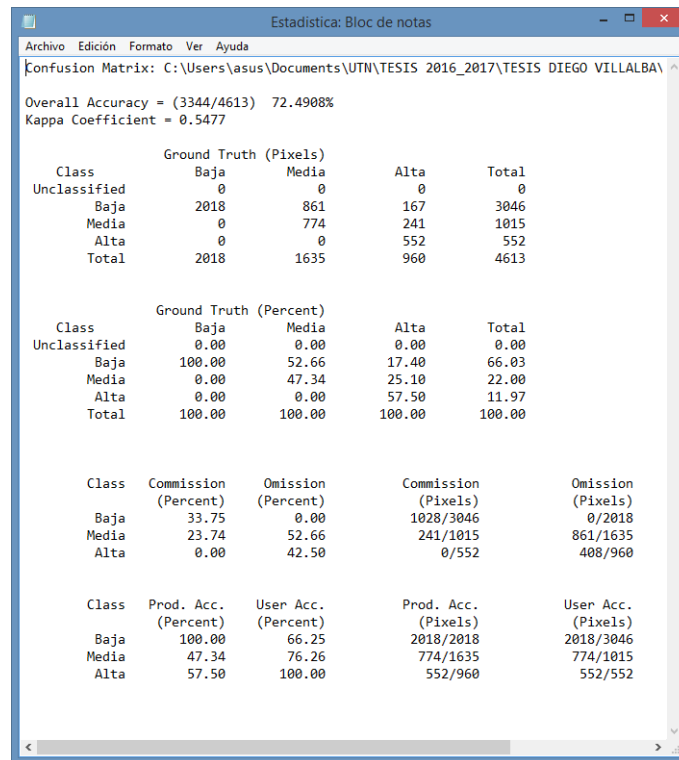 Estadistica: Bloc de notas
Archivo Edición Formato Ver Ayuda
Confusion Matrix: C:\Users\asus\Documents\UTN\TESIS 2016_2017\TESIS DIEGO VILLALBA\
Overall Accuracy = (3344/4613) 72.4908%
Kappa Coefficient = 0.5477
Ground Truth (Pixels)
Class Baja Media Alta Total
Unclassified 0 0 0 0
Baja 2018 861 167 3046
Media 0 774 241 1015
Alta 0 0 552 552
Total 2018 1635 960 4613
Ground Truth (Percent)
Class Baja Media Alta Total
Unclassified 0.00 0.00 0.00 0.00
Baja 100.00 52.66 17.40 66.03
Media 0.00 47.34 25.10 22.00
Alta 0.00 0.00 57.50 11.97
Total 100.00 100.00 100.00 100.00
Class Commission Omission Commission Omission
(Percent) (Percent) (Pixels) (Pixels)
Baja 33.75 0.00 1028/3046 0/2018
Media 23.74 52.66 241/1015 861/1635
Alta 0.00 42.50 0/552 408/960
Class Prod. Acc. User Acc. Prod. Acc. User Acc.
(Percent) (Percent) (Pixels) (Pixels)
Baja 100.00 66.25 2018/2018 2018/3046
Media 47.34 76.26 774/1635 774/1015
Alta 57.50 100.00 552/960 552/552